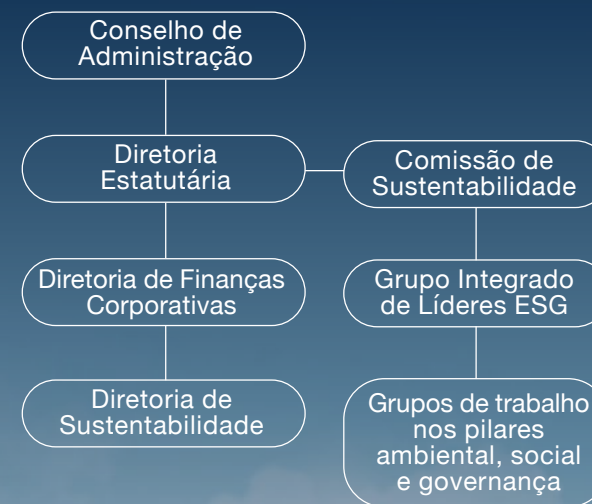 Conselho de
Administração
Diretoria
Estatutária
Comissão de
Sustentabilidade
Diretoria de Finanças
Corporativas
Grupo Integrado
de Líderes ESG
Diretoria de
Sustentabilidade
Grupos de trabalho
nos pilares
ambiental, social
e governança